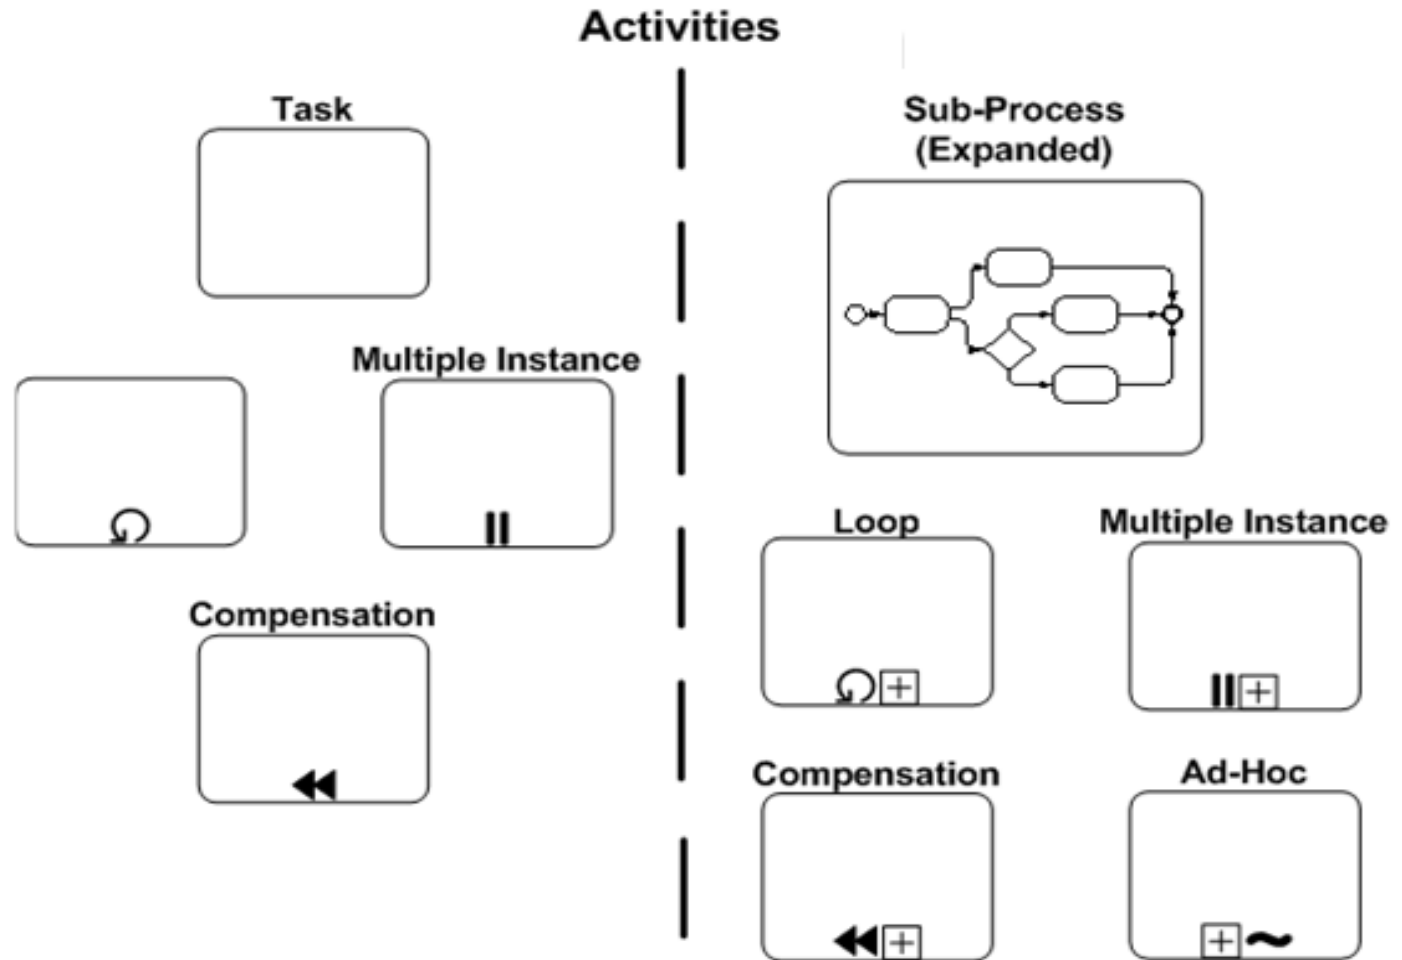 Activities
Task
Multiple Instance
Compensation
Sub-Process
(Expanded)
Loop
Multiple Instance
Compensation
Ad-Hoc